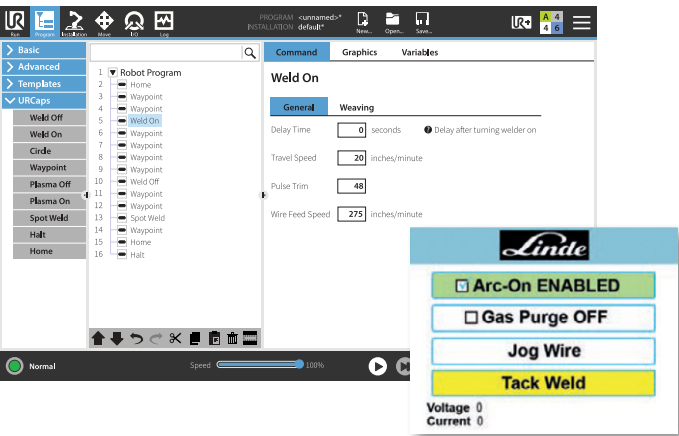 UR
Run
Program
Installation
Move
I/O
Log
PROGRAM <unnamed>*
INSTALLATION default*
New...
Open...
Save...
A 4
4 6
Basic
Advanced
Templates
URCaps
Weld Off
Weld On
Circle
Waypoint
Plasma Off
Plasma On
Spot Weld
Halt
Home
1 Robot Program
2 Home
3 Waypoint
4 Waypoint
5 Weld On
6 Waypoint
7 Waypoint
8 Waypoint
9 Waypoint
10 Weld Off
11 Waypoint
12 Waypoint
13 Spot Weld
14 Waypoint
15 Home
16 Halt
Command Graphics Variables
Weld On
General Weaving
Delay Time 0 seconds ? Delay after turning welder on
Travel Speed 20 inches/minute
Pulse Trim 48
Wire Feed Speed 275 inches/minute
Normal
Speed 100%
Linde
Arc-On ENABLED
Gas Purge OFF
Jog Wire
Tack Weld
Voltage 0
Current 0